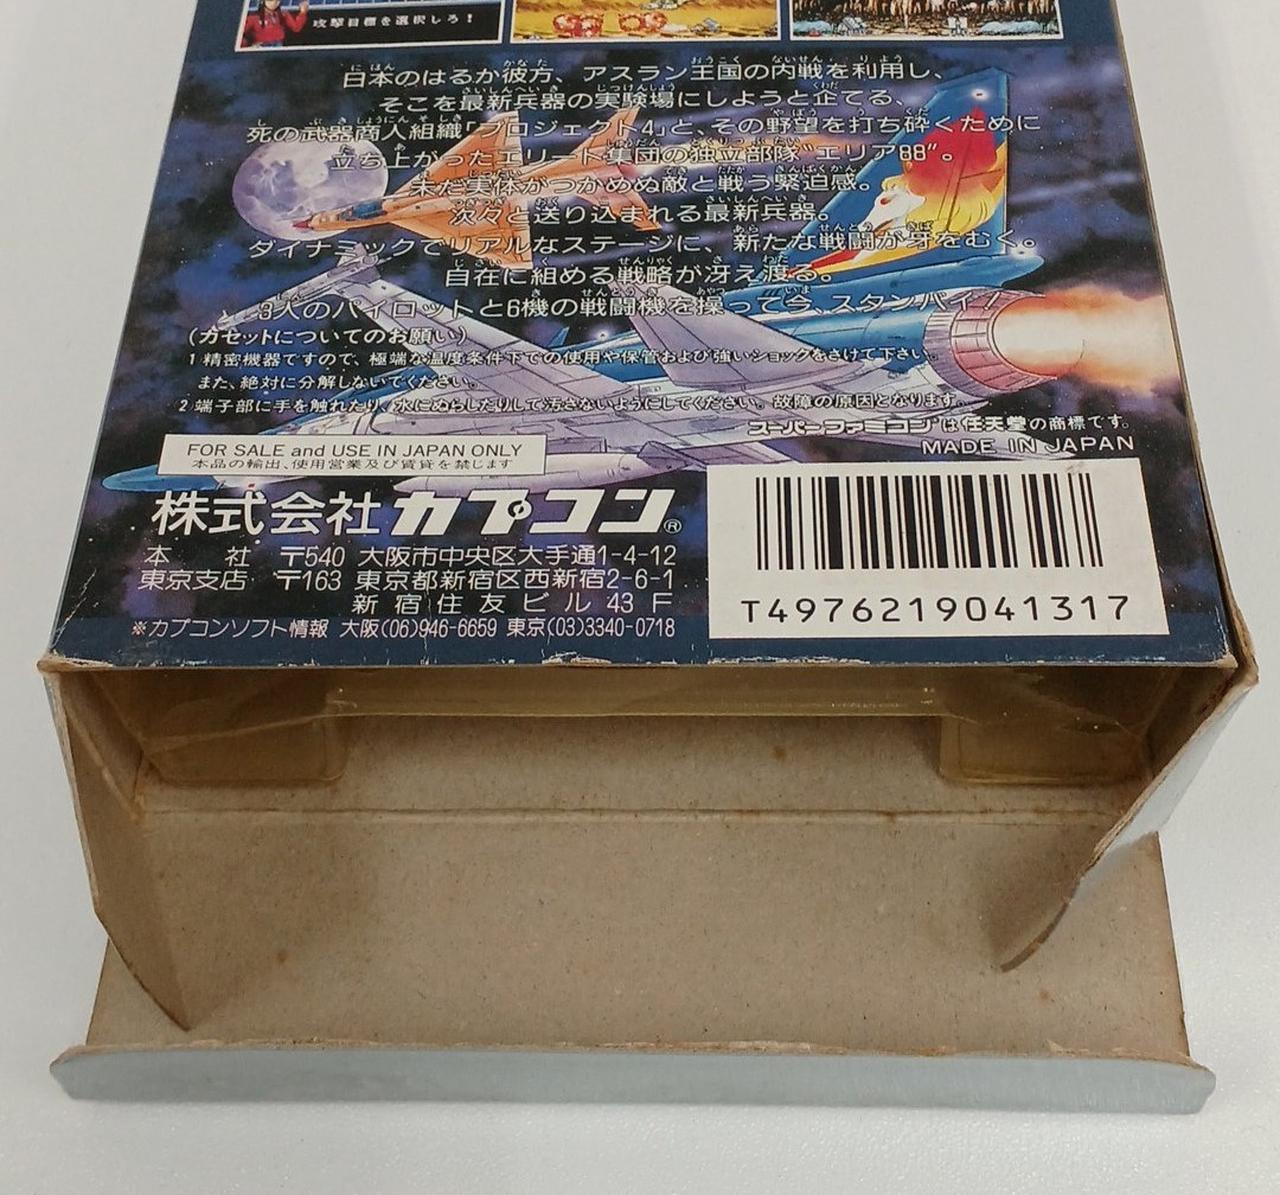 攻撃目標を選択しろ!
日本のはるか彼方、アスラン王国の内戦を利用し、
そこを最新兵器の実験場にしようと企てる、
死の武器商人組織「プロジェクト4」と、その野望を打ち砕くために
立ち上がったエリート集団の独立部隊"エリア88"。
未だ実体がつかめぬ敵と戦う緊迫感。
次々と送り込まれる最新兵器。
ダイナミックでリアルなステージに、新たな戦闘が牙をむく。
自在に組める戦略が冴え渡る。
3人のパイロットと6機の戦闘機を操って今、スタンバイ!
(カセットについてのお願い)
1 精密機器ですので、極端な温度条件下での使用や保管および強いショックをさけて下さい。
また、絶対に分解しないでください。
2 端子部に手を触れたり、水にぬらしたりして汚さないようにしてください。故障の原因となります。
スーパーファミコンは任天堂の商標です。
MADE IN JAPAN
FOR SALE and USE IN JAPAN ONLY
本品の輸出、使用営業及び賃貸を禁じます
株式会社カプコン®
本 社 〒540 大阪市中央区大手通1-4-12
東京支店 〒163 東京都新宿区西新宿2-6-1
新宿住友ビル 43 F
※カプコンソフト情報 大阪(06)946-6659 東京(03)3340-0718
T4976219041317